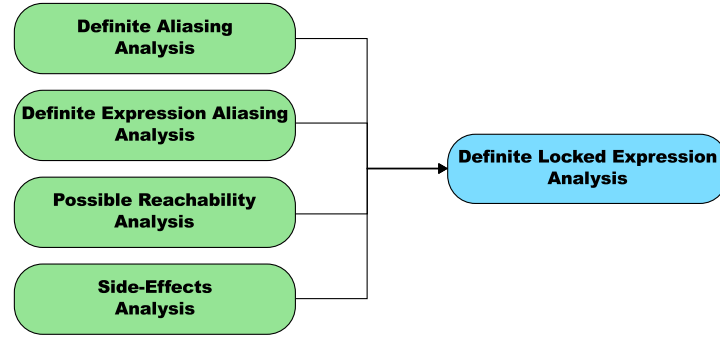 Definite Aliasing
Analysis
Definite Expression Aliasing
Analysis
Possible Reachability
Analysis
Side-Effects
Analysis
Definite Locked Expression
Analysis